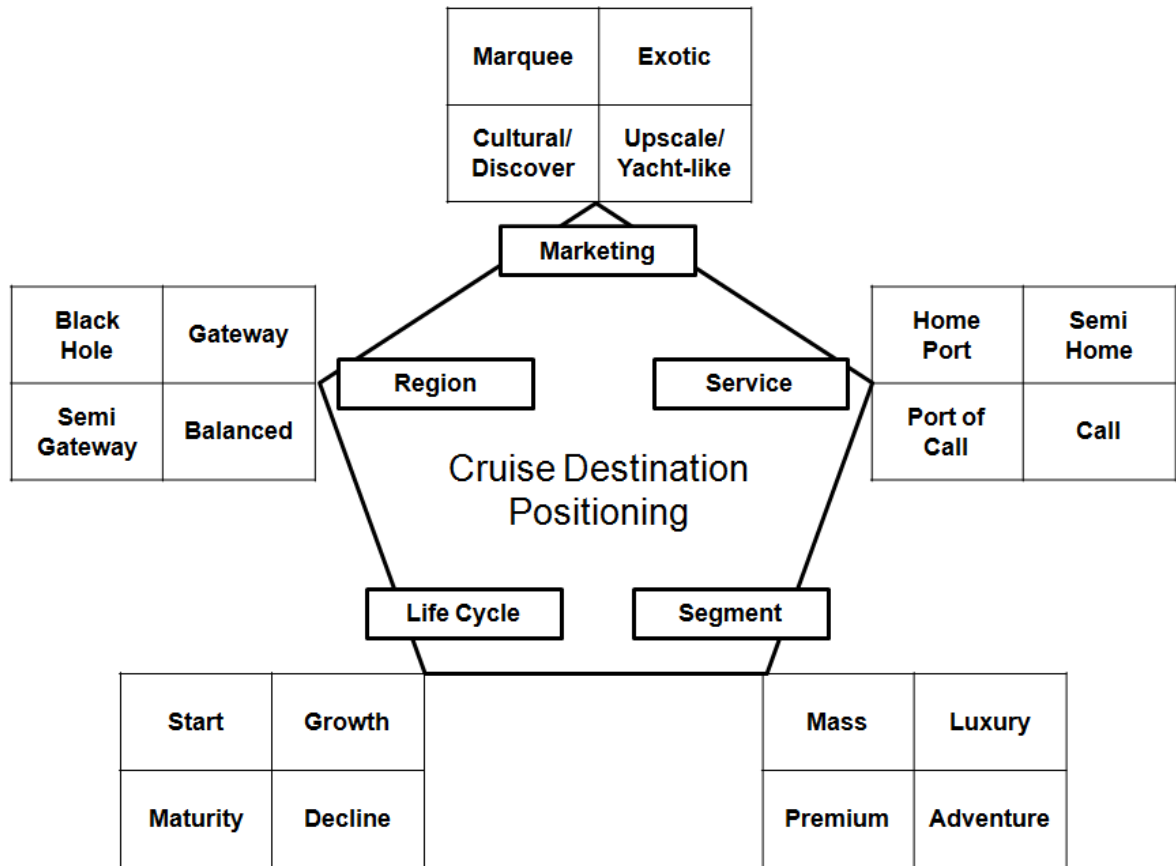 Marquee
Exotic
Cultural/
Discover
Upscale/
Yacht-like
Marketing
Black
Hole
Gateway
Semi
Gateway
Balanced
Region
Service
Home
Port
Semi
Home
Port of
Call
Call
Cruise Destination
Positioning
Life Cycle
Segment
Start
Growth
Maturity
Decline
Mass
Luxury
Premium
Adventure